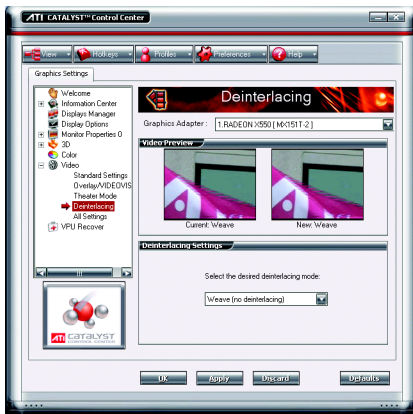 ATI CATALYST™ Control Center
View Hotkeys Profiles Preferences Help
Graphics Settings
Welcome
Information Center
Displays Manager
Display Options
Monitor Properties 0
3D
Color
Video
Standard Settings
Overlay/VIDEOVIS
Theater Mode
Deinterlacing
All Settings
VPU Recover
Deinterlacing
Graphics Adapter :
1.RADEON X550 [ MX151T-2 ]
Video Preview
Current: Weave
New: Weave
Deinterlacing Settings
Select the desired deinterlacing mode:
Weave (no deinterlacing)
ATI CATALYST
CONTROL CENTER
OK Apply Discard Defaults